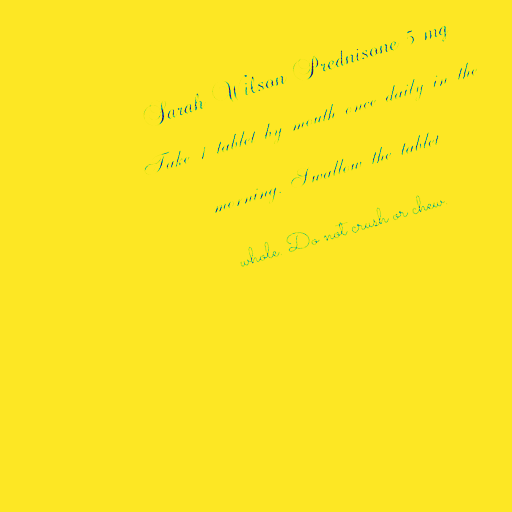 Sarah Wilson Prednisone 5 mg
Take 1 tablet by mouth once daily in the
morning. Swallow the tablet
whole Do not crush or chew